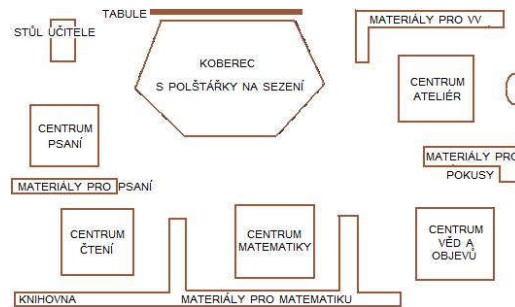 TABULE
MATERIÁLY PRO VV
STŮL UČITELE
KOBEREC
S POLŠTÁŘKY NA SEZENÍ
CENTRUM
ATELIÉR
CENTRUM
PSANÍ
MATERIÁLY PRO
POKUSY
MATERIÁLY PRO PSANÍ
CENTRUM
ČTENÍ
CENTRUM
MATEMATIKY
CENTRUM
VĚD A
OBJEVŮ
KNIHOVNA
MATERIÁLY PRO MATEMATIKU